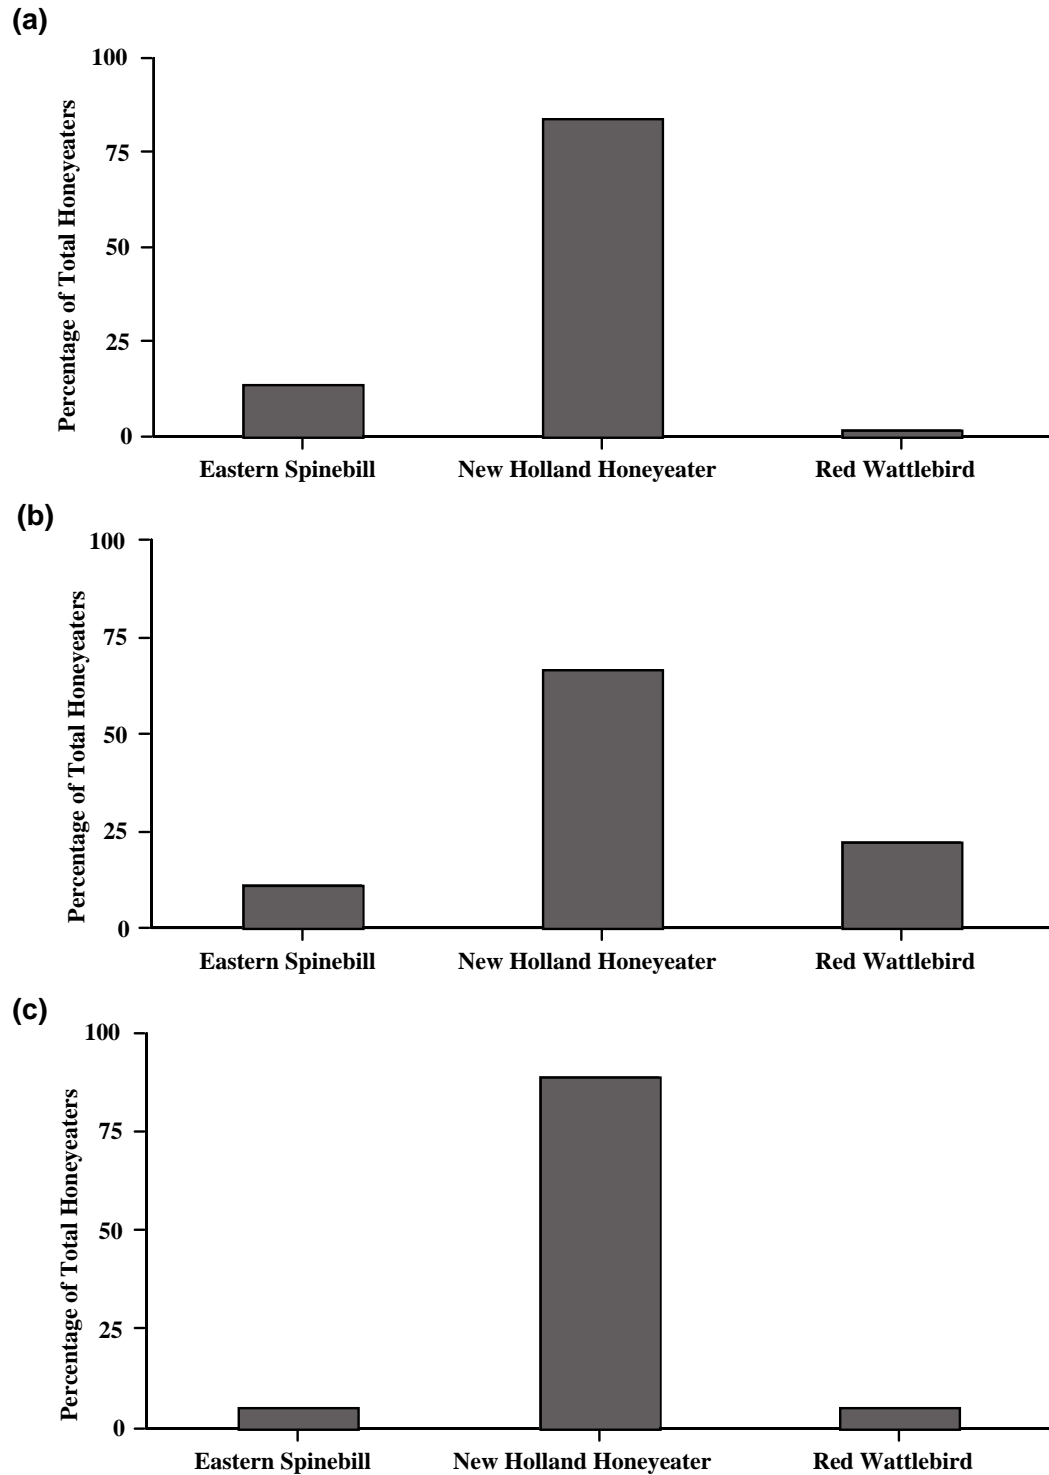 (a)
Percentage of Total Honeyeaters
100
75
50
25
0
Eastern Spinebill New Holland Honeyeater Red Wattlebird
(b)
Percentage of Total Honeyeaters
100
75
50
25
0
Eastern Spinebill New Holland Honeyeater Red Wattlebird
(c)
Percentage of Total Honeyeaters
100
75
50
25
0
Eastern Spinebill New Holland Honeyeater Red Wattlebird